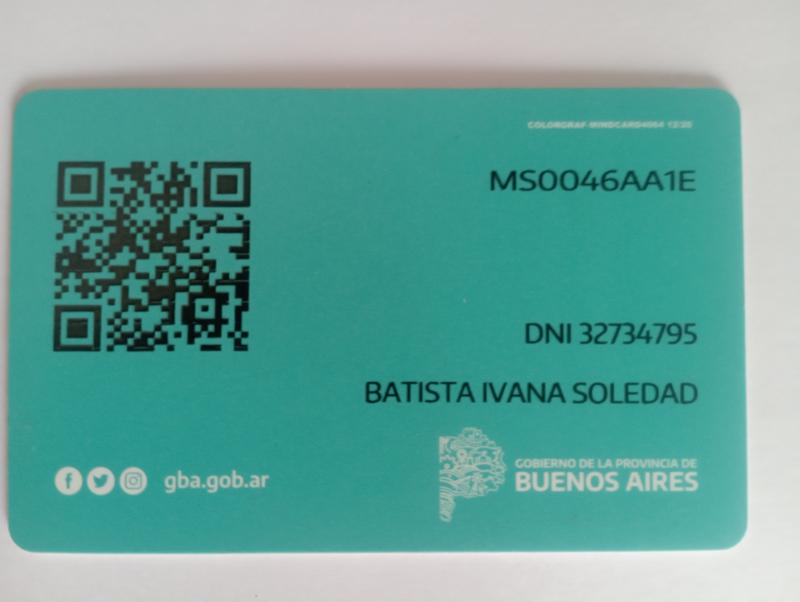 COLORGRAF-MINDCARD4064 12/20
MS0046AA1E
DNI 32734795
BATISTA IVANA SOLEDAD
gba.gob.ar
GOBIERNO DE LA PROVINCIA DE
BUENOS AIRES